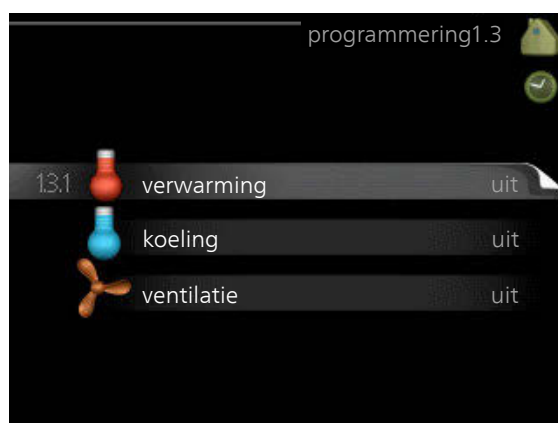 programmering1.3
1.3.1 verwarming uit
koeling uit
ventilatie uit